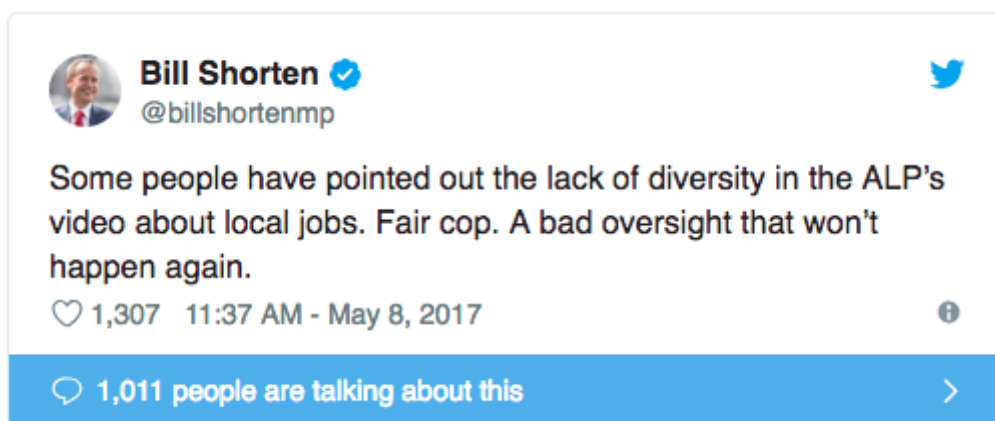 Bill Shorten
@billshortenmp
Some people have pointed out the lack of diversity in the ALP’s
video about local jobs. Fair cop. A bad oversight that won’t
happen again.
1,307 11:37 AM - May 8, 2017
1,011 people are talking about this